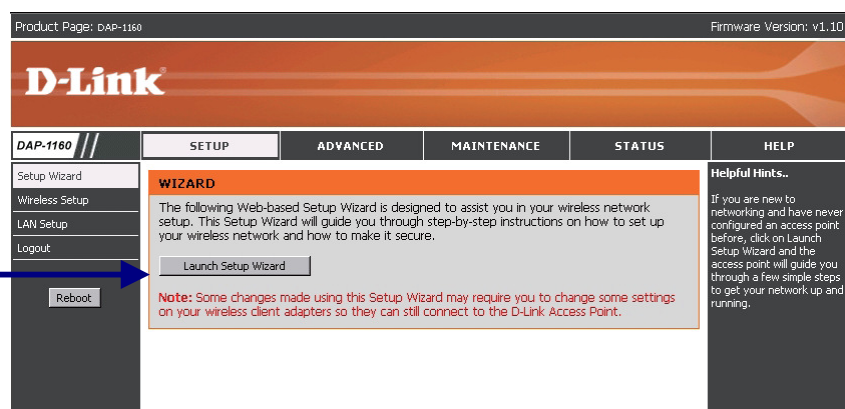 Product Page: DAP-1160
Firmware Version: v1.10
D-Link
DAP-1160
SETUP
ADVANCED
MAINTENANCE
STATUS
HELP
Setup Wizard
Wireless Setup
LAN Setup
Logout
Reboot
WIZARD
The following Web-based Setup Wizard is designed to assist you in your wireless network
setup. This Setup Wizard will guide you through step-by-step instructions on how to set up
your wireless network and how to make it secure.
Launch Setup Wizard
Note: Some changes made using this Setup Wizard may require you to change some settings
on your wireless client adapters so they can still connect to the D-Link Access Point.
Helpful Hints..
If you are new to
networking and have never
configured an access point
before, click on Launch
Setup Wizard and the
access point will guide you
through a few simple steps
to get your network up and
running.